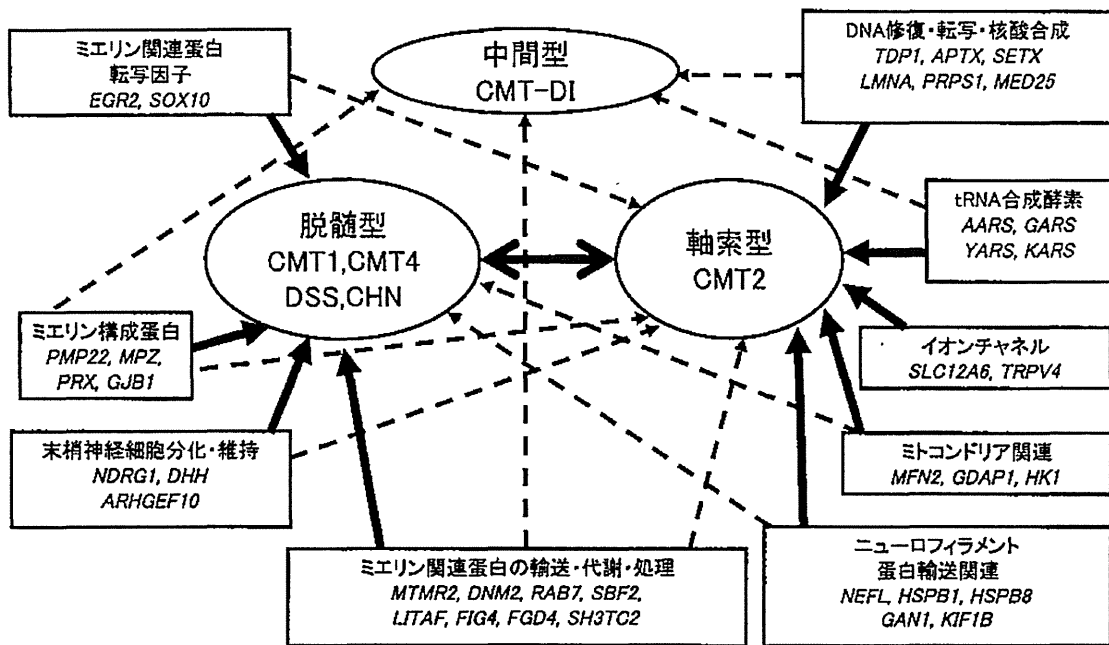 ミエリン関連蛋白
転写因子
EGR2, SOX10
中間型
CMT-DI
DNA修復・転写・核酸合成
TDP1, APTX, SETX
LMNA, PRPS1, MED25
脱髄型
CMT1,CMT4
DSS,CHN
軸索型
CMT2
tRNA合成酵素
AARS, GARS
YARS, KARS
ミエリン構成蛋白
PMP22, MPZ,
PRX, GJB1
イオンチャネル
SLC12A6, TRPV4
末梢神経細胞分化・維持
NDRG1, DHH
ARHGEF10
ミトコンドリア関連
MFN2, GDAP1, HK1
ミエリン関連蛋白の輸送・代謝・処理
MTMR2, DNM2, RAB7, SBF2,
LITAF, FIG4, FGD4, SH3TC2
ニューロフィラメント
蛋白輸送関連
NEFL, HSPB1, HSPB8
GAN1, KIF1B